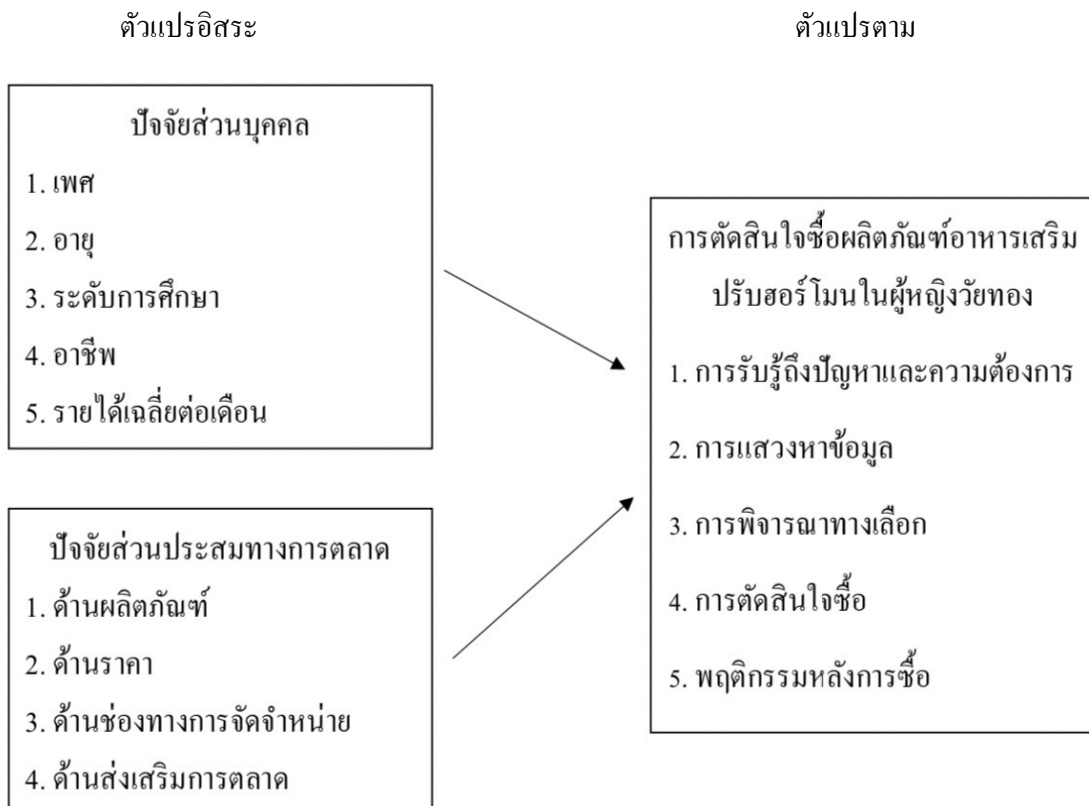 ตัวแปรอิสระ
ตัวแปรตาม
ปัจจัยส่วนบุคคล
1. เพศ
2. อายุ
3. ระดับการศึกษา
4. อาชีพ
5. รายได้เฉลี่ยต่อเดือน
ปัจจัยส่วนประสมทางการตลาด
1. ด้านผลิตภัณฑ์
2. ด้านราคา
3. ด้านช่องทางการจัดจำหน่าย
4. ด้านส่งเสริมการตลาด
การตัดสินใจซื้อผลิตภัณฑ์อาหารเสริม
ปรับฮอร์โมนในผู้หญิงวัยทอง
1. การรับรู้ถึงปัญหาและความต้องการ
2. การแสวงหาข้อมูล
3. การพิจารณาทางเลือก
4. การตัดสินใจซื้อ
5. พฤติกรรมหลังการซื้อ